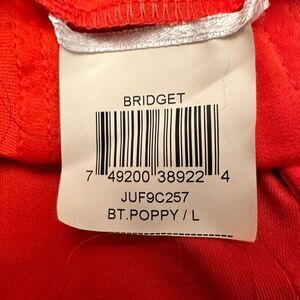 BRIDGET
7 49200 38922 4
JUF9C257
BT.POPPY / L